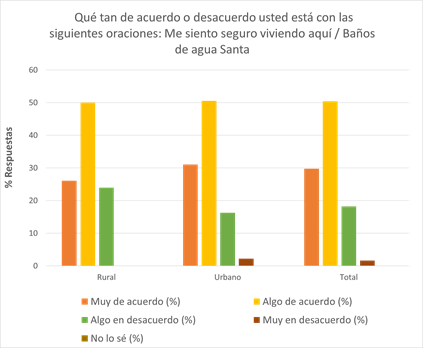 Qué tan de acuerdo o desacuerdo usted está con las
siguientes oraciones: Me siento seguro viviendo aquí / Baños
de agua Santa
60
50
40
30
20
10
0
% Respuestas
Rural
Urbano
Total
Muy de acuerdo (%)
Algo de acuerdo (%)
Algo en desacuerdo (%)
Muy en desacuerdo (%)
No lo sé (%)